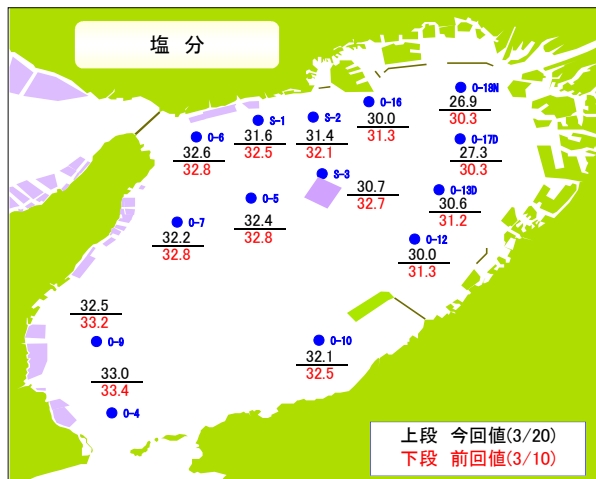 塩 分
O-18N
26.9
30.3
O-16
30.0
31.3
S-2
31.4
32.1
S-1
31.6
32.5
O-6
32.6
32.8
O-17D
27.3
30.3
S-3
30.7
32.7
O-13D
30.6
31.2
O-5
32.4
32.8
O-7
32.2
32.8
O-12
30.0
31.3
32.5
33.2
O-9
O-10
32.1
32.5
33.0
33.4
O-4
上段 今回値(3/20)
下段 前回値(3/10)